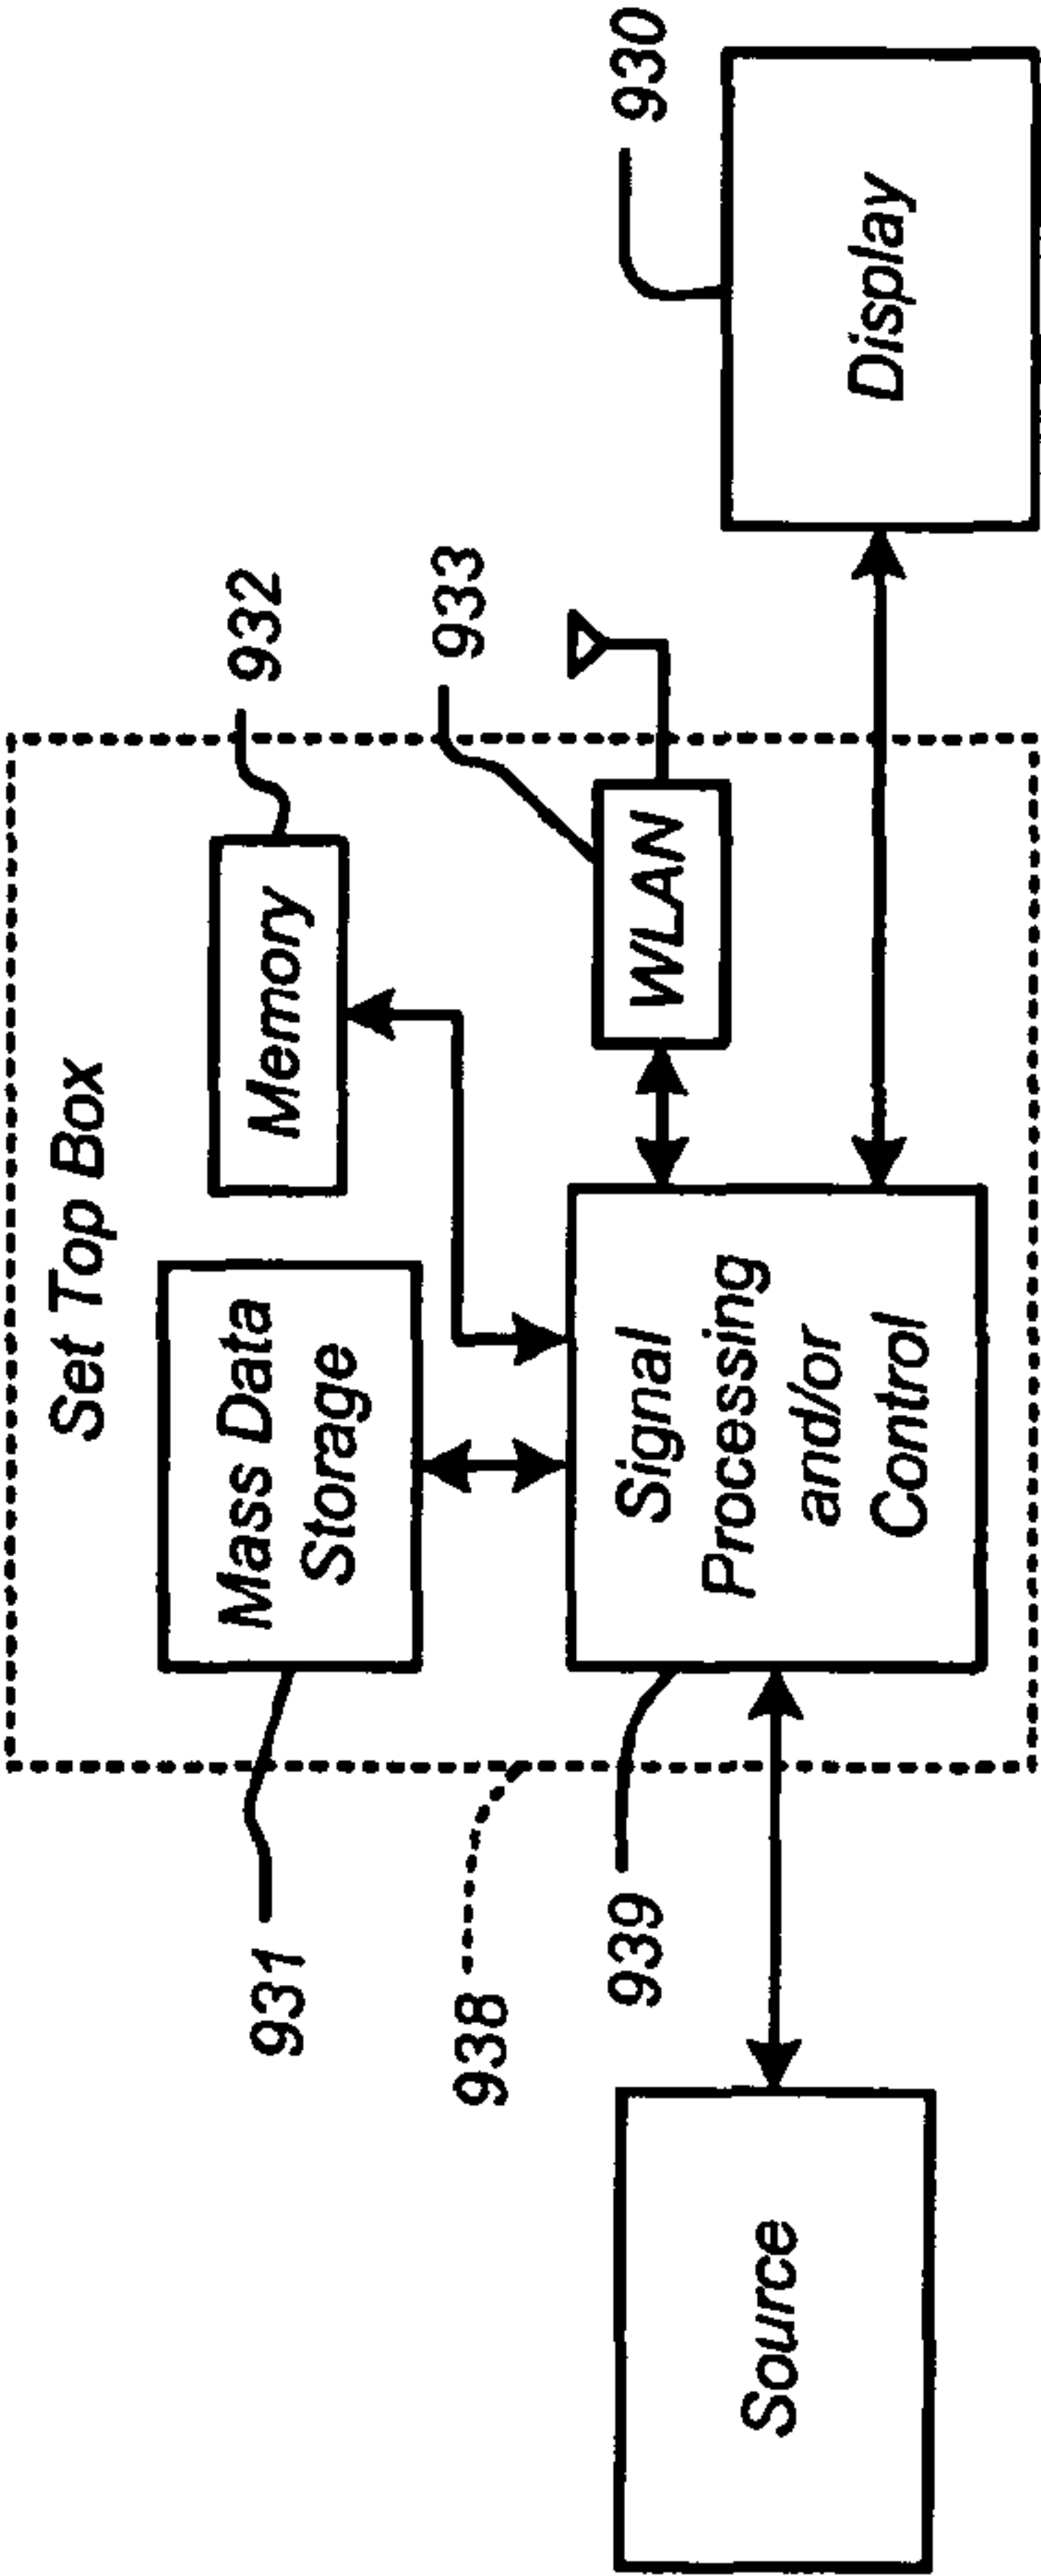 Set Top Box
931
Mass Data
Storage
Memory
932
938
933
WLAN
939
Signal
Processing
and/or
Control
930
Source
Display